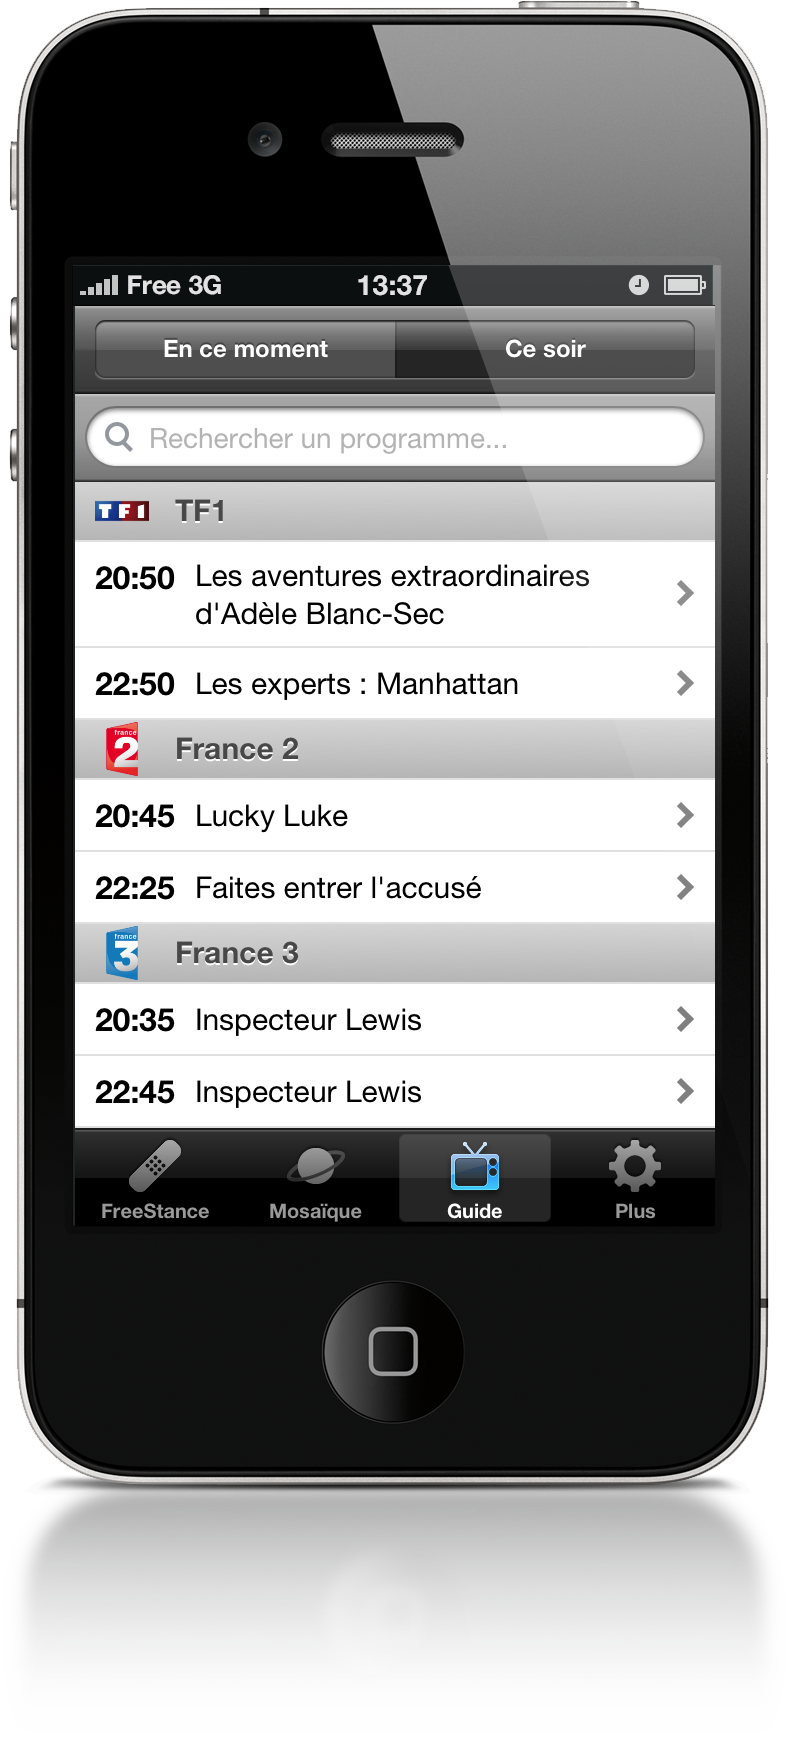 Free 3G 13:37
En ce moment Ce soir
Rechercher un programme...
TF1 TF1
20:50 Les aventures extraordinaires
d'Adèle Blanc-Sec
22:50 Les experts : Manhattan
france 2 France 2
20:45 Lucky Luke
22:25 Faites entrer l'accusé
france 3 France 3
20:35 Inspecteur Lewis
22:45 Inspecteur Lewis
FreeStance Mosaïque Guide Plus